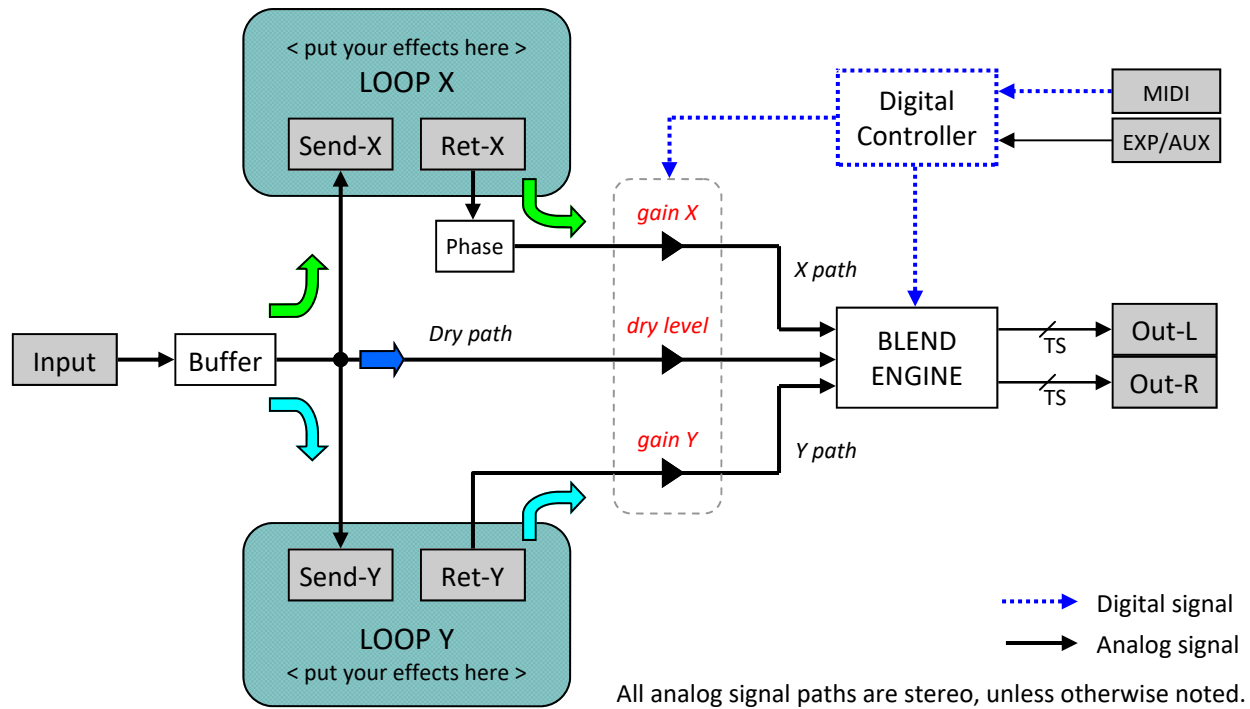 < put your effects here >
LOOP X
Send-X
Ret-X
Phase
gain X
X path
Digital
Controller
MIDI
EXP/AUX
Input
Buffer
Dry path
dry level
BLEND
ENGINE
TS
Out-L
TS
Out-R
gain Y
Y path
Send-Y
Ret-Y
LOOP Y
< put your effects here >
Digital signal
Analog signal
All analog signal paths are stereo, unless otherwise noted.